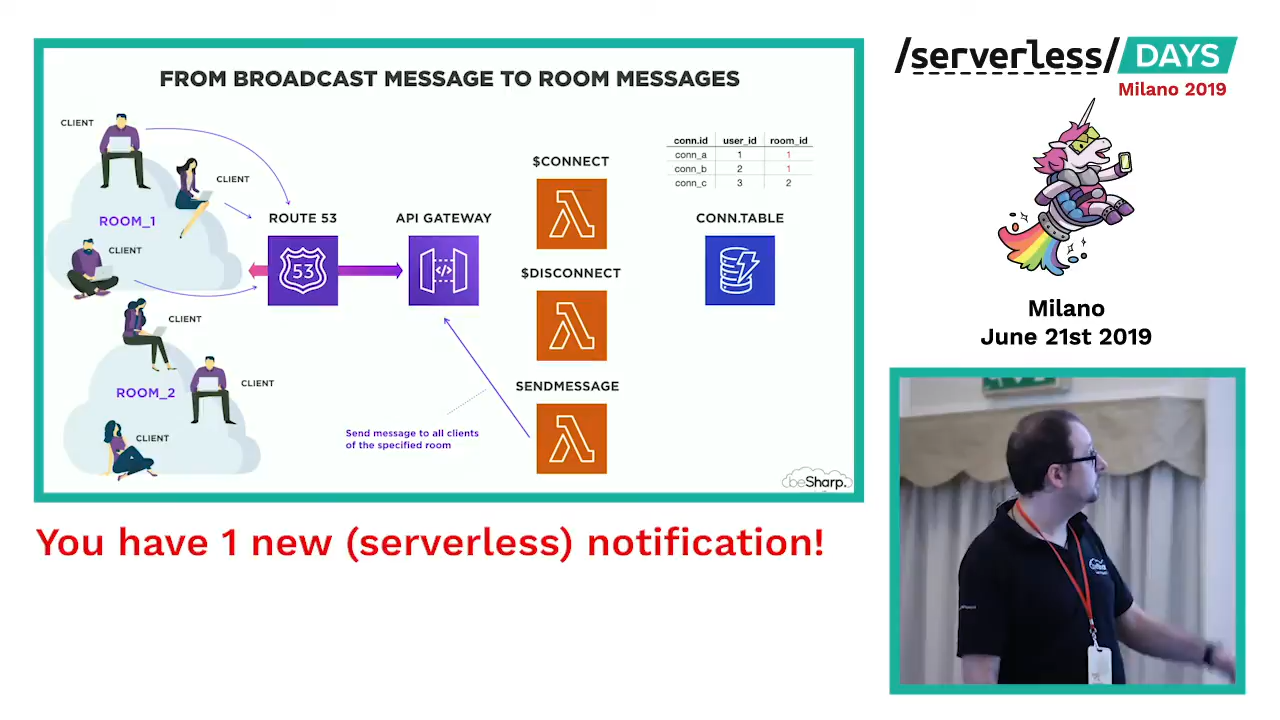 FROM BROADCAST MESSAGE TO ROOM MESSAGES
CLIENT
CLIENT
ROOM_1
CLIENT
CLIENT
ROOM_2
CLIENT
CLIENT
ROUTE 53
53
API GATEWAY
$CONNECT
$DISCONNECT
SENDMESSAGE
Send message to all clients
of the specified room
conn.id user_id room_id
conn_a 1 1
conn_b 2 1
conn_c 3 2
CONN.TABLE
beSharp.
/serverless/ DAYS
Milano 2019
Milano
June 21st 2019
You have 1 new (serverless) notification!